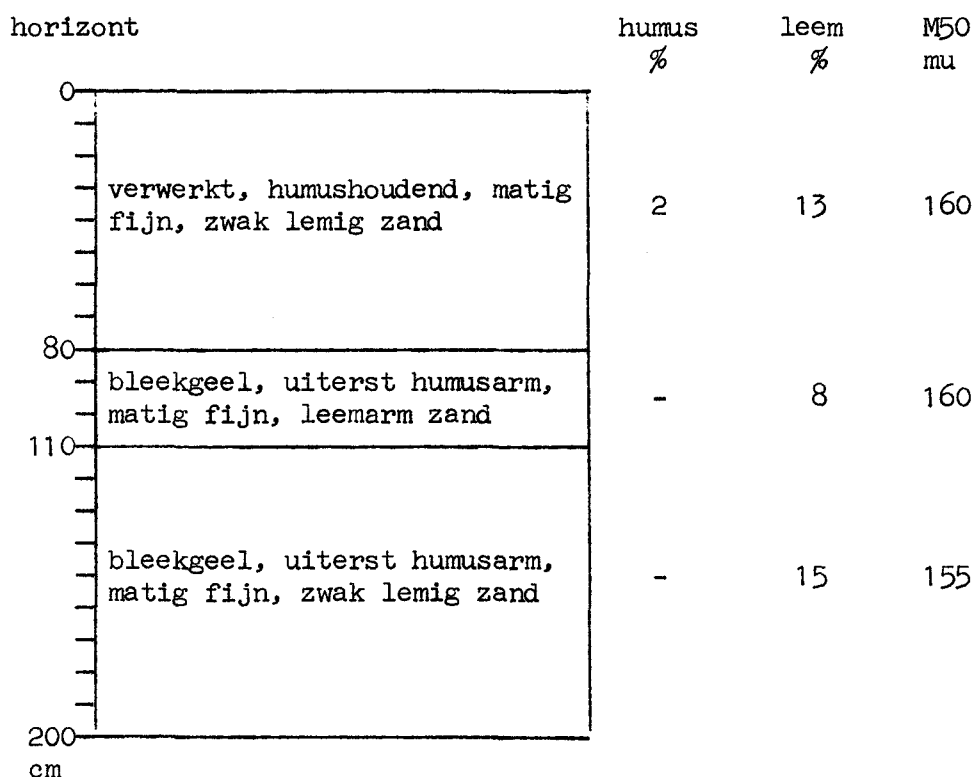 horizont humus leem M50
% % mu
0
verwerkt, humushoudend, matig
fijn, zwak lemig zand
2 13 160
80
bleekgeel, uiterst humusarm,
matig fijn, leemarm zand
- 8 160
110
bleekgeel, uiterst humusarm,
matig fijn, zwak lemig zand
- 15 155
200
cm